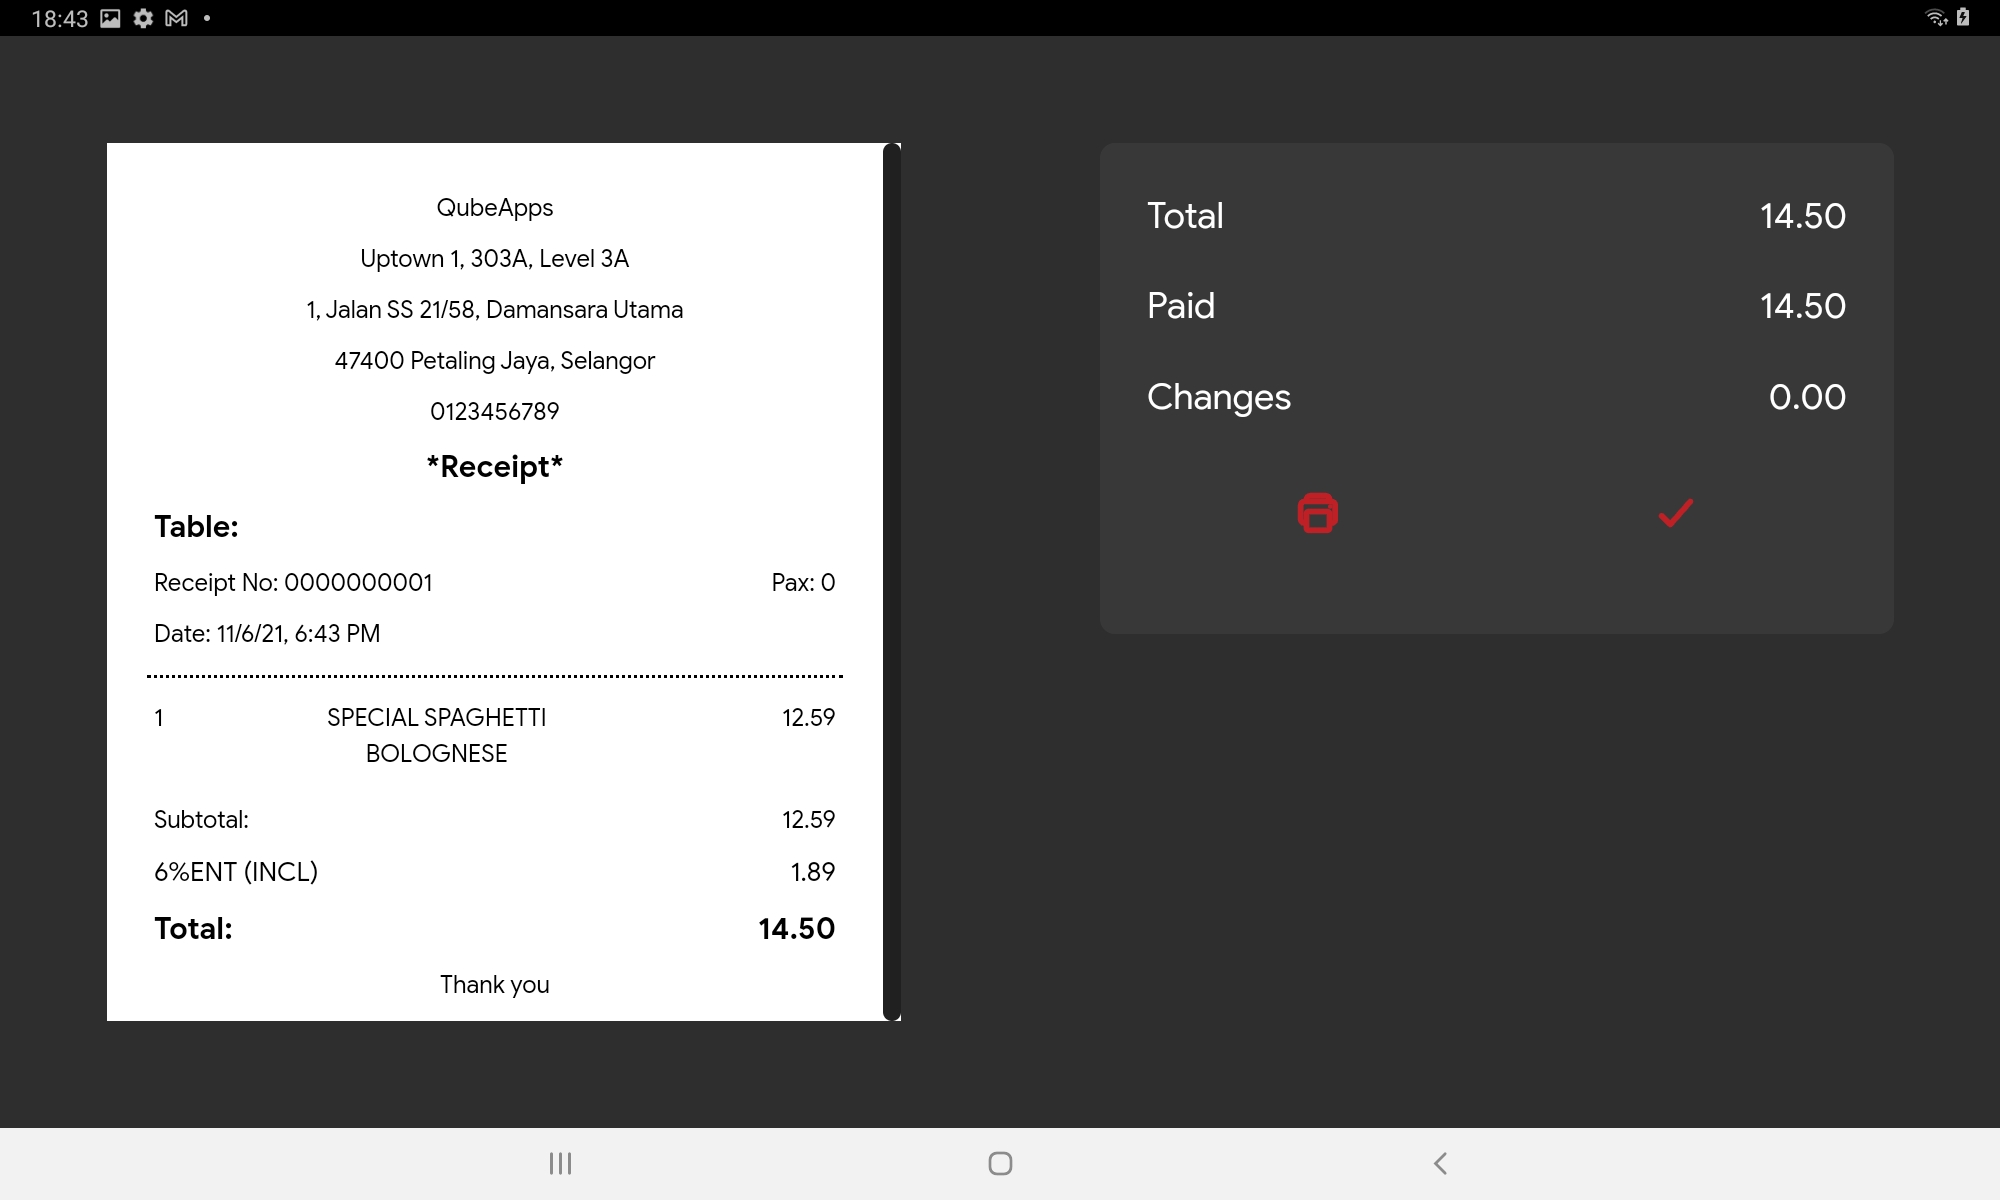 18:43
QubeApps
Uptown 1, 303A, Level 3A
1, Jalan SS 21/58, Damansara Utama
47400 Petaling Jaya, Selangor
0123456789
*Receipt*
Table:
Receipt No: 0000000001 Pax: 0
Date: 11/6/21, 6:43 PM
1 SPECIAL SPAGHETTI 12.59
BOLOGNESE
Subtotal: 12.59
6%ENT (INCL) 1.89
Total: 14.50
Thank you
Total 14.50
Paid 14.50
Changes 0.00